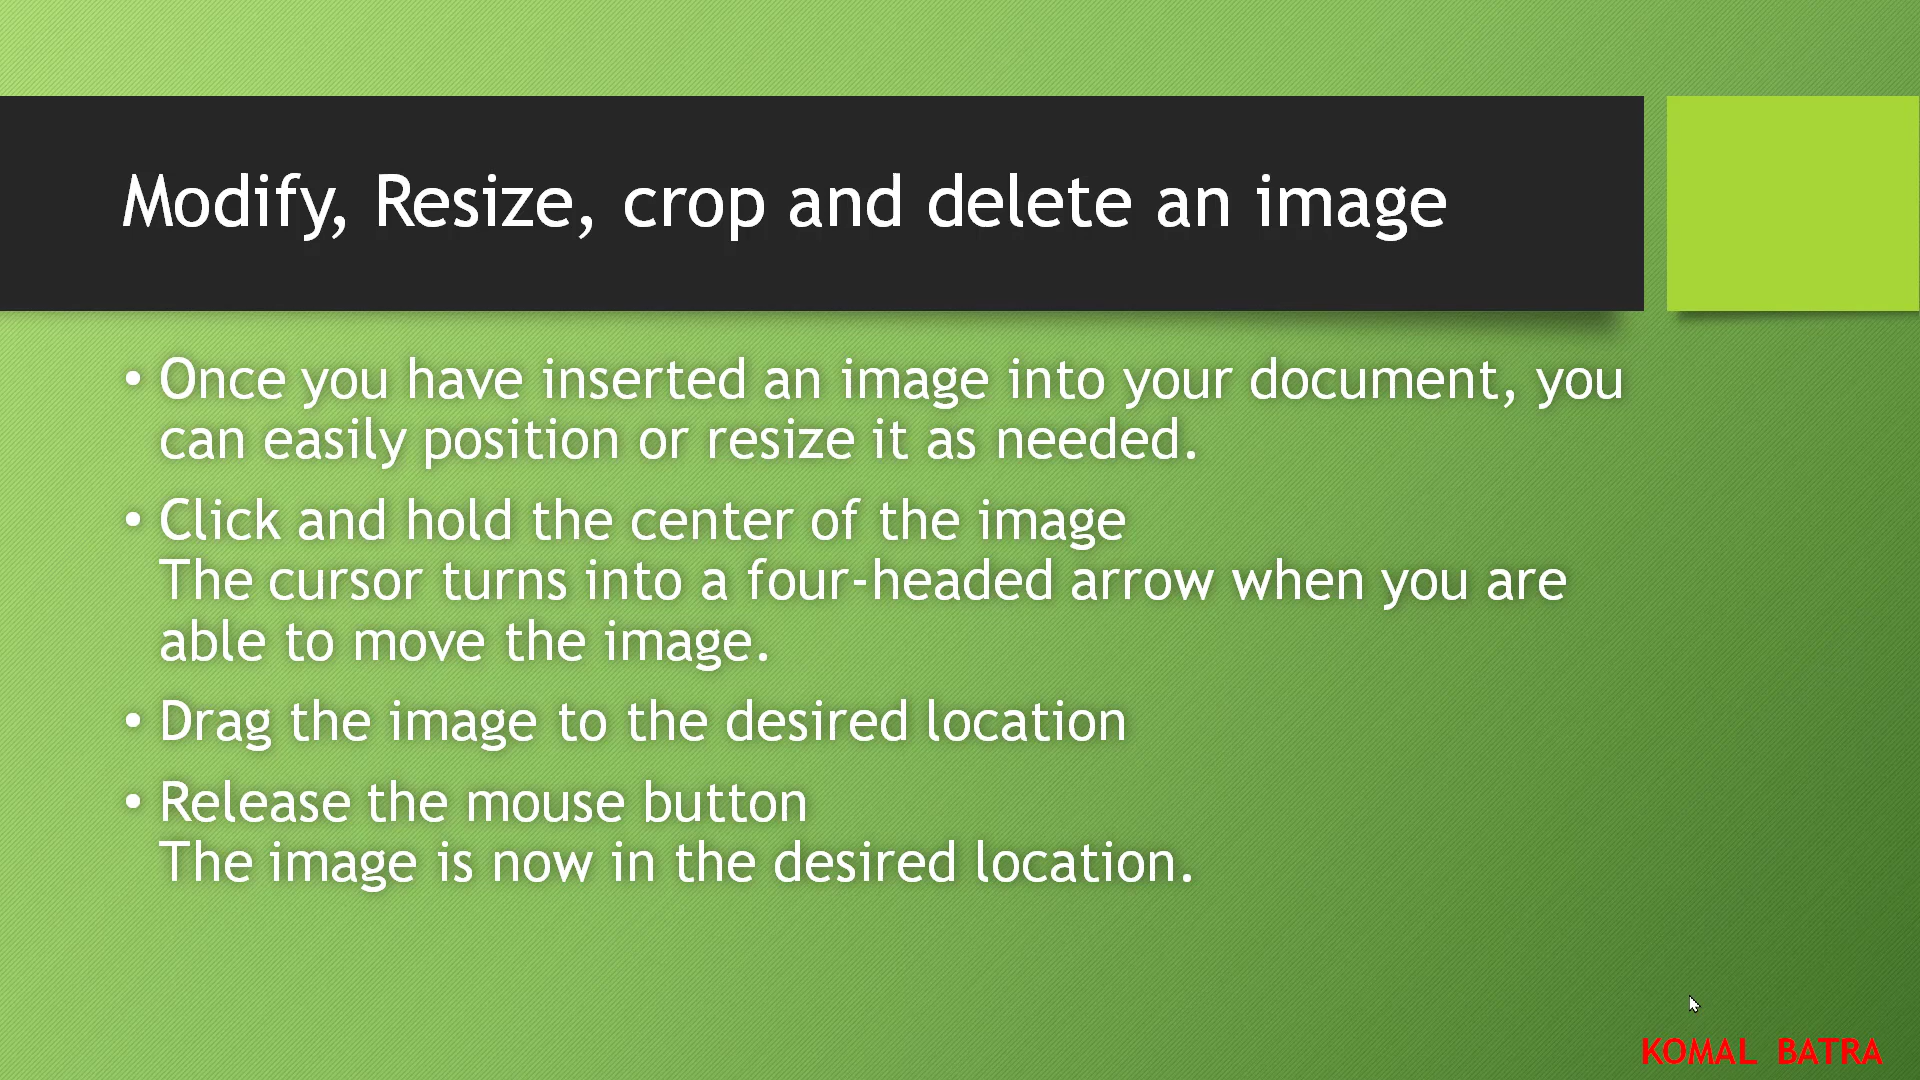 Modify, Resize, crop and delete an image
• Once you have inserted an image into your document, you
can easily position or resize it as needed.
• Click and hold the center of the image
The cursor turns into a four-headed arrow when you are
able to move the image.
• Drag the image to the desired location
• Release the mouse button
The image is now in the desired location.
KOMAL BATRA